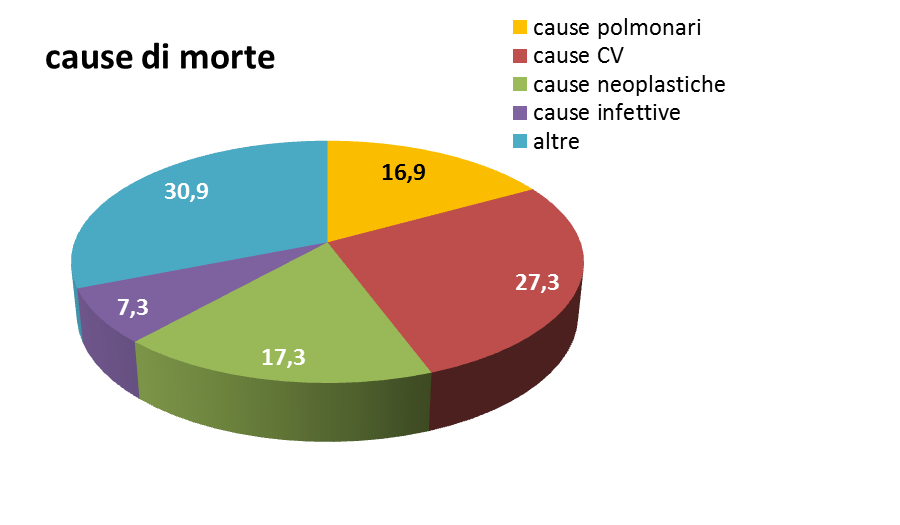 cause di morte
cause polmonari
cause CV
cause neoplastiche
cause infettive
altre
16,9
30,9
27,3
7,3
17,3